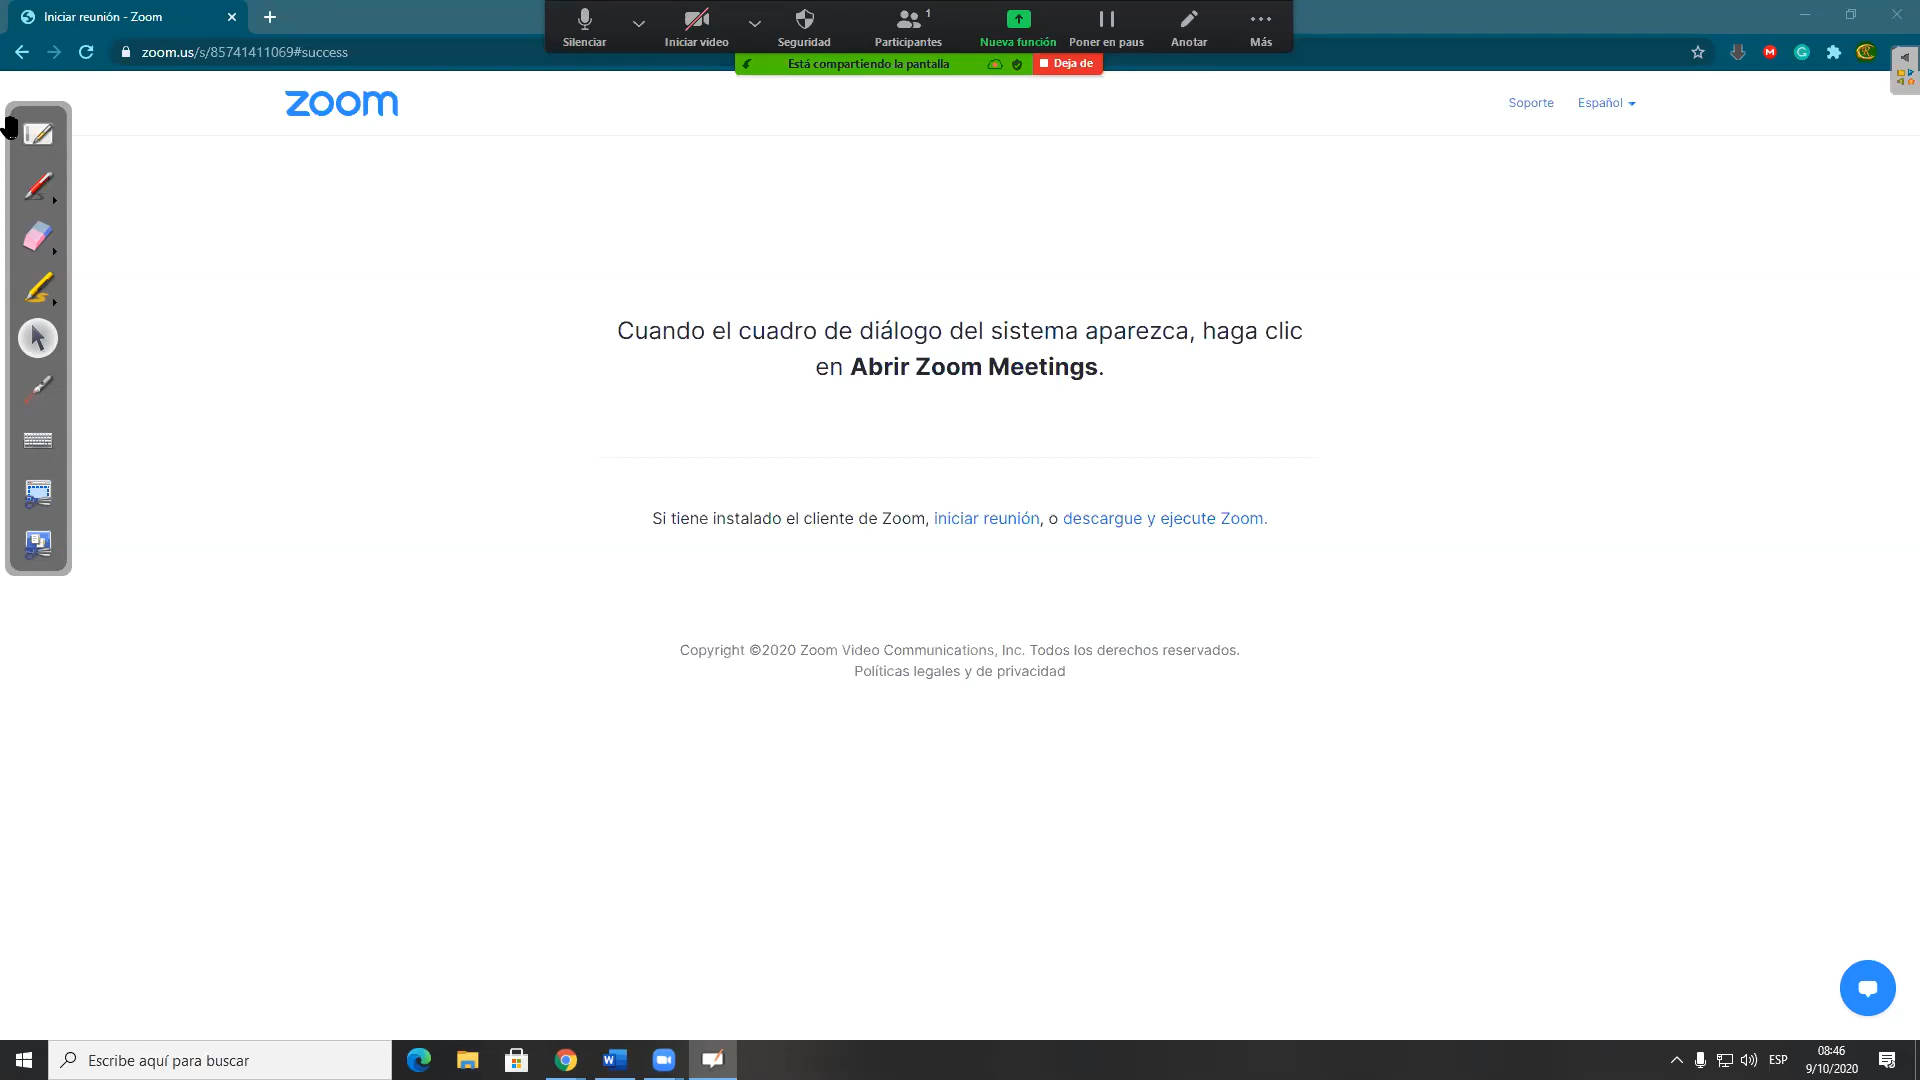 Iniciar reunión - Zoom
zoom.us/s/85741411069#success
Silenciar
Iniciar video
Seguridad
1
Participantes
Nueva función
Poner en paus
Anotar
Más
Está compartiendo la pantalla
Deja de
zoom
Soporte
Español
Cuando el cuadro de diálogo del sistema aparezca, haga clic
en Abrir Zoom Meetings.
Si tiene instalado el cliente de Zoom, iniciar reunión, o descargue y ejecute Zoom.
Copyright ©2020 Zoom Video Communications, Inc. Todos los derechos reservados.
Políticas legales y de privacidad
Escribe aquí para buscar
ESP
08:46
9/10/2020